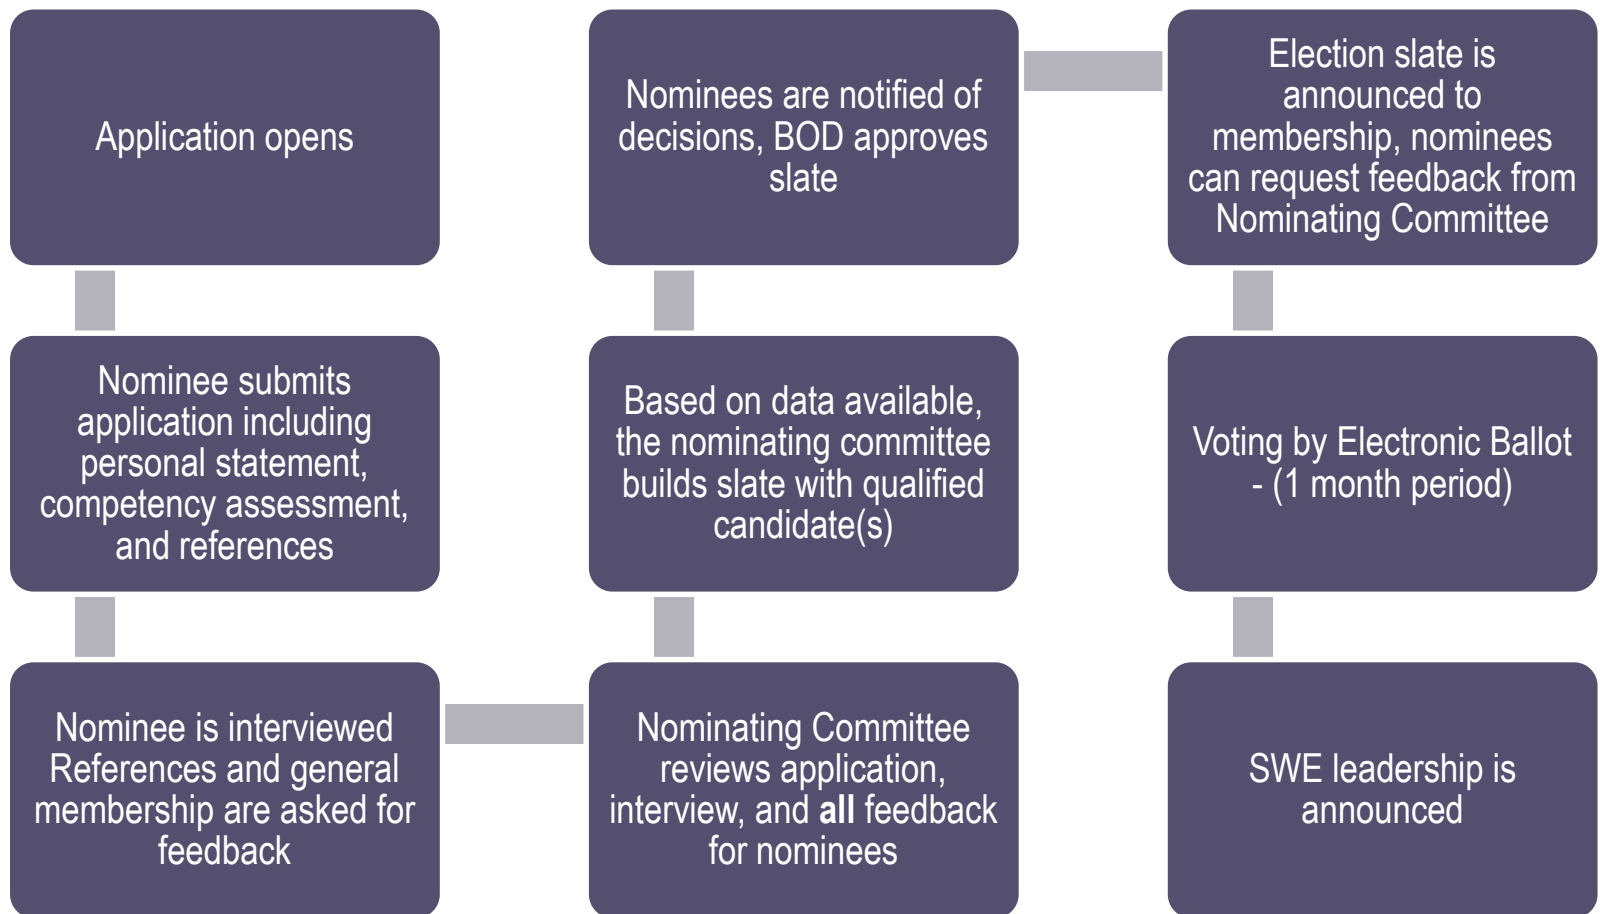 Application opens
Nominee submits
application including
personal statement,
competency assessment,
and references
Nominee is interviewed
References and general
membership are asked for
feedback
Nominating Committee
reviews application,
interview, and all feedback
for nominees
Based on data available,
the nominating committee
builds slate with qualified
candidate(s)
Nominees are notified of
decisions, BOD approves
slate
Election slate is
announced to
membership, nominees
can request feedback from
Nominating Committee
Voting by Electronic Ballot
- (1 month period)
SWE leadership is
announced